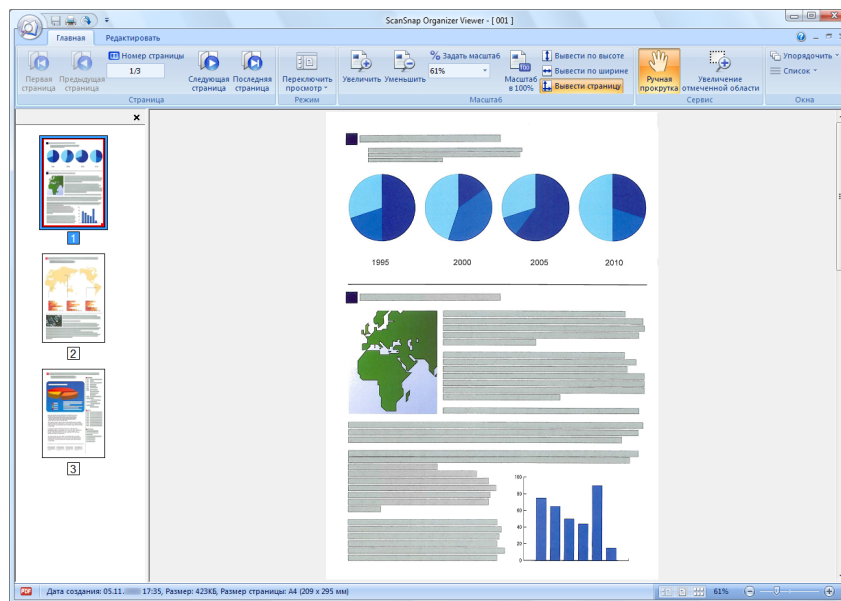 ScanSnap Organizer Viewer - [ 001 ]
Главная
Редактировать
Первая страница
Предыдущая страница
Номер страницы
1/3
Следующая страница
Последняя страница
Страница
Переключить просмотр
Режим
Увеличить
Уменьшить
Задать масштаб
61%
Масштаб в 100%
Вывести по высоте
Вывести по ширине
Вывести страницу
Масштаб
Ручная прокрутка
Увеличение отмеченной области
Сервис
Упорядочить
Список
Окна
1
2
3
1995
2000
2005
2010
100
80
60
40
20
0
Дата создания: 05.11. 17:35, Размер: 423КБ, Размер страницы: A4 (209 x 295 мм)
61%